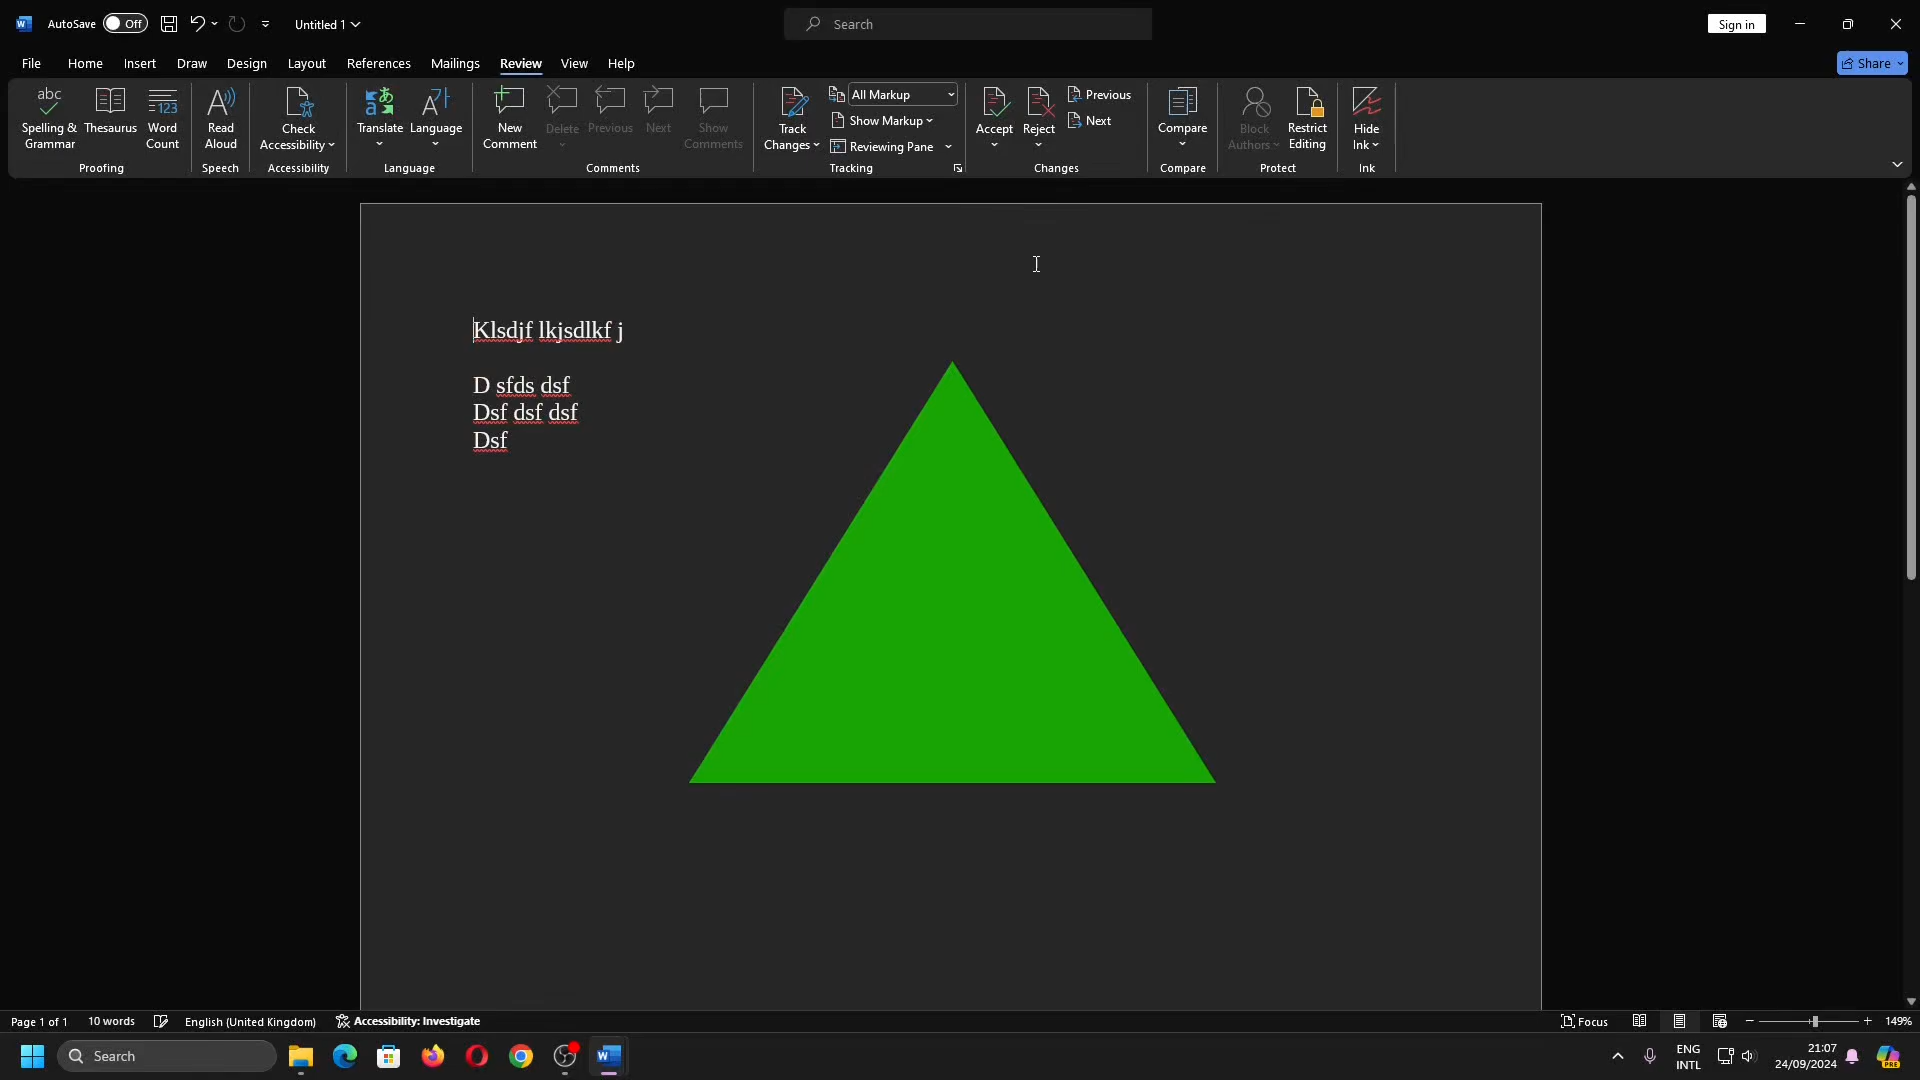 AutoSave Off Untitled 1 Search Sign in
File Home Insert Draw Design Layout References Mailings Review View Help Share
abc Spelling & Grammar
Thesaurus
123 Word Count
Proofing
Read Aloud
Speech
Check Accessibility
Accessibility
Translate
Language
Language
New Comment
Delete
Previous
Next
Show Comments
Comments
Track Changes
All Markup
Show Markup
Reviewing Pane
Tracking
Accept
Reject
Previous
Next
Changes
Compare
Compare
Block Authors
Restrict Editing
Protect
Hide Ink
Ink
Klsdjf lkjsdlkf j
D sfds dsf
Dsf dsf dsf
Dsf
Page 1 of 1 10 words English (United Kingdom) Accessibility: Investigate Focus 149%
Search ENG INTL 21:07 24/09/2024 PRE